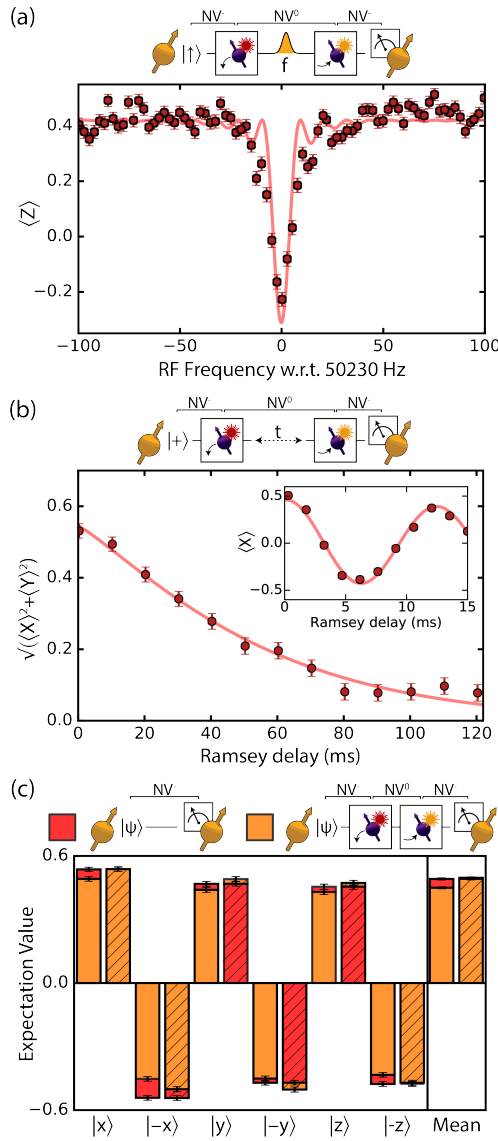 (a)
NV⁻ NV⁰ NV⁻
|↑⟩
f
0.4
0.2
0.0
−0.2
⟨Z⟩
−100 −50 0 50 100
RF Frequency w.r.t. 50230 Hz
(b)
NV⁻ NV⁰ NV⁻
|+⟩
t
0.6
0.4
0.2
0.0
√(⟨X⟩²+⟨Y⟩²)
0.5
0.0
−0.5
⟨X⟩
0 5 10 15
Ramsey delay (ms)
0 20 40 60 80 100 120
Ramsey delay (ms)
(c)
NV⁻ NV⁻ NV⁰ NV⁻
|ψ⟩ |ψ⟩
0.6
0.0
−0.6
Expectation Value
|x⟩ |−x⟩ |y⟩ |−y⟩ |z⟩ |-z⟩ Mean